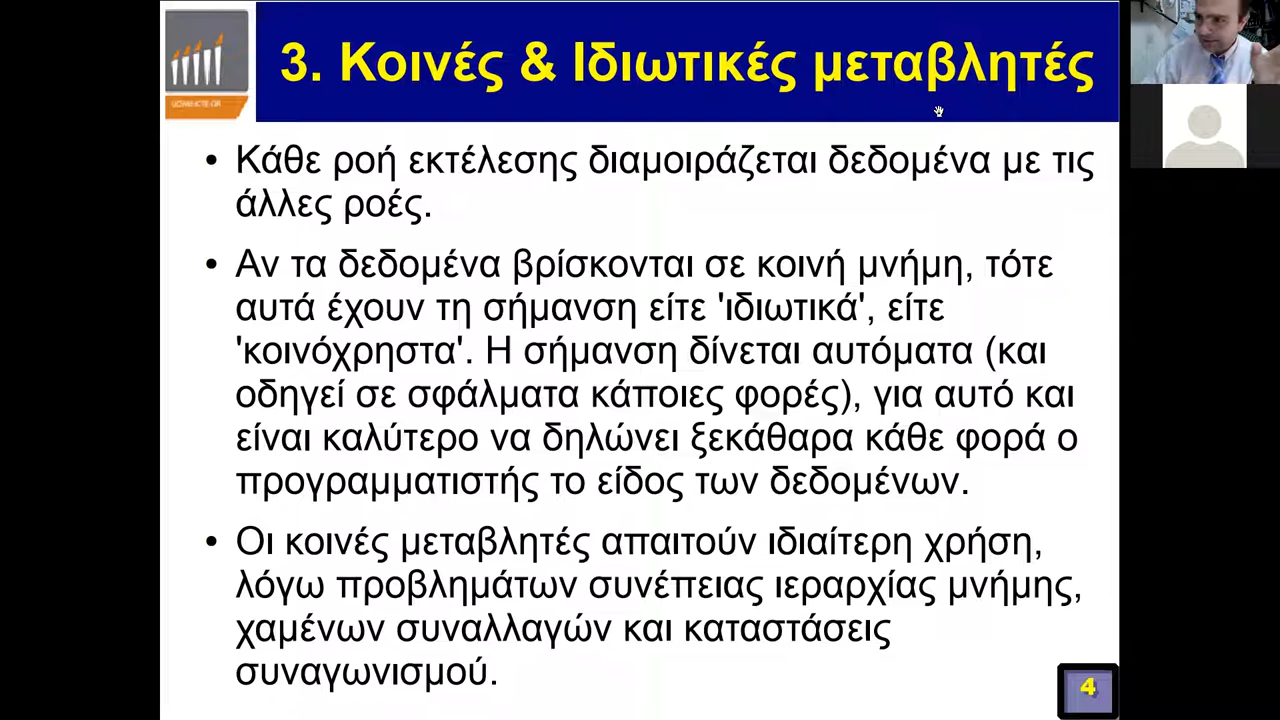 3. Κοινές & Ιδιωτικές μεταβλητές
• Κάθε ροή εκτέλεσης διαμοιράζεται δεδομένα με τις
άλλες ροές.
• Αν τα δεδομένα βρίσκονται σε κοινή μνήμη, τότε
αυτά έχουν τη σήμανση είτε 'ιδιωτικά', είτε
'κοινόχρηστα'. Η σήμανση δίνεται αυτόματα (και
οδηγεί σε σφάλματα κάποιες φορές), για αυτό και
είναι καλύτερο να δηλώνει ξεκάθαρα κάθε φορά ο
προγραμματιστής το είδος των δεδομένων.
• Οι κοινές μεταβλητές απαιτούν ιδιαίτερη χρήση,
λόγω προβλημάτων συνέπειας ιεραρχίας μνήμης,
χαμένων συναλλαγών και καταστάσεις
συναγωνισμού.
4